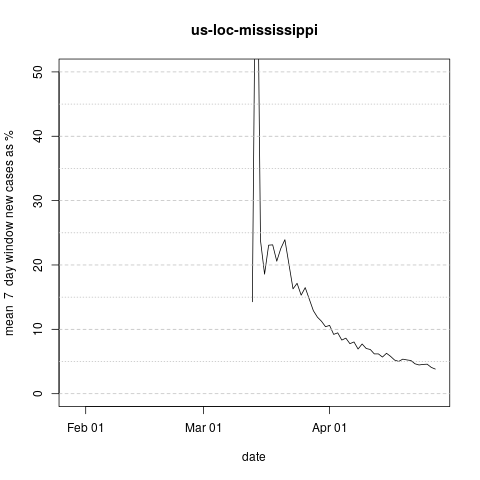 us-loc-mississippi
mean  7  day window new cases as %
50
40
30
20
10
0
Feb 01
Mar 01
Apr 01
date